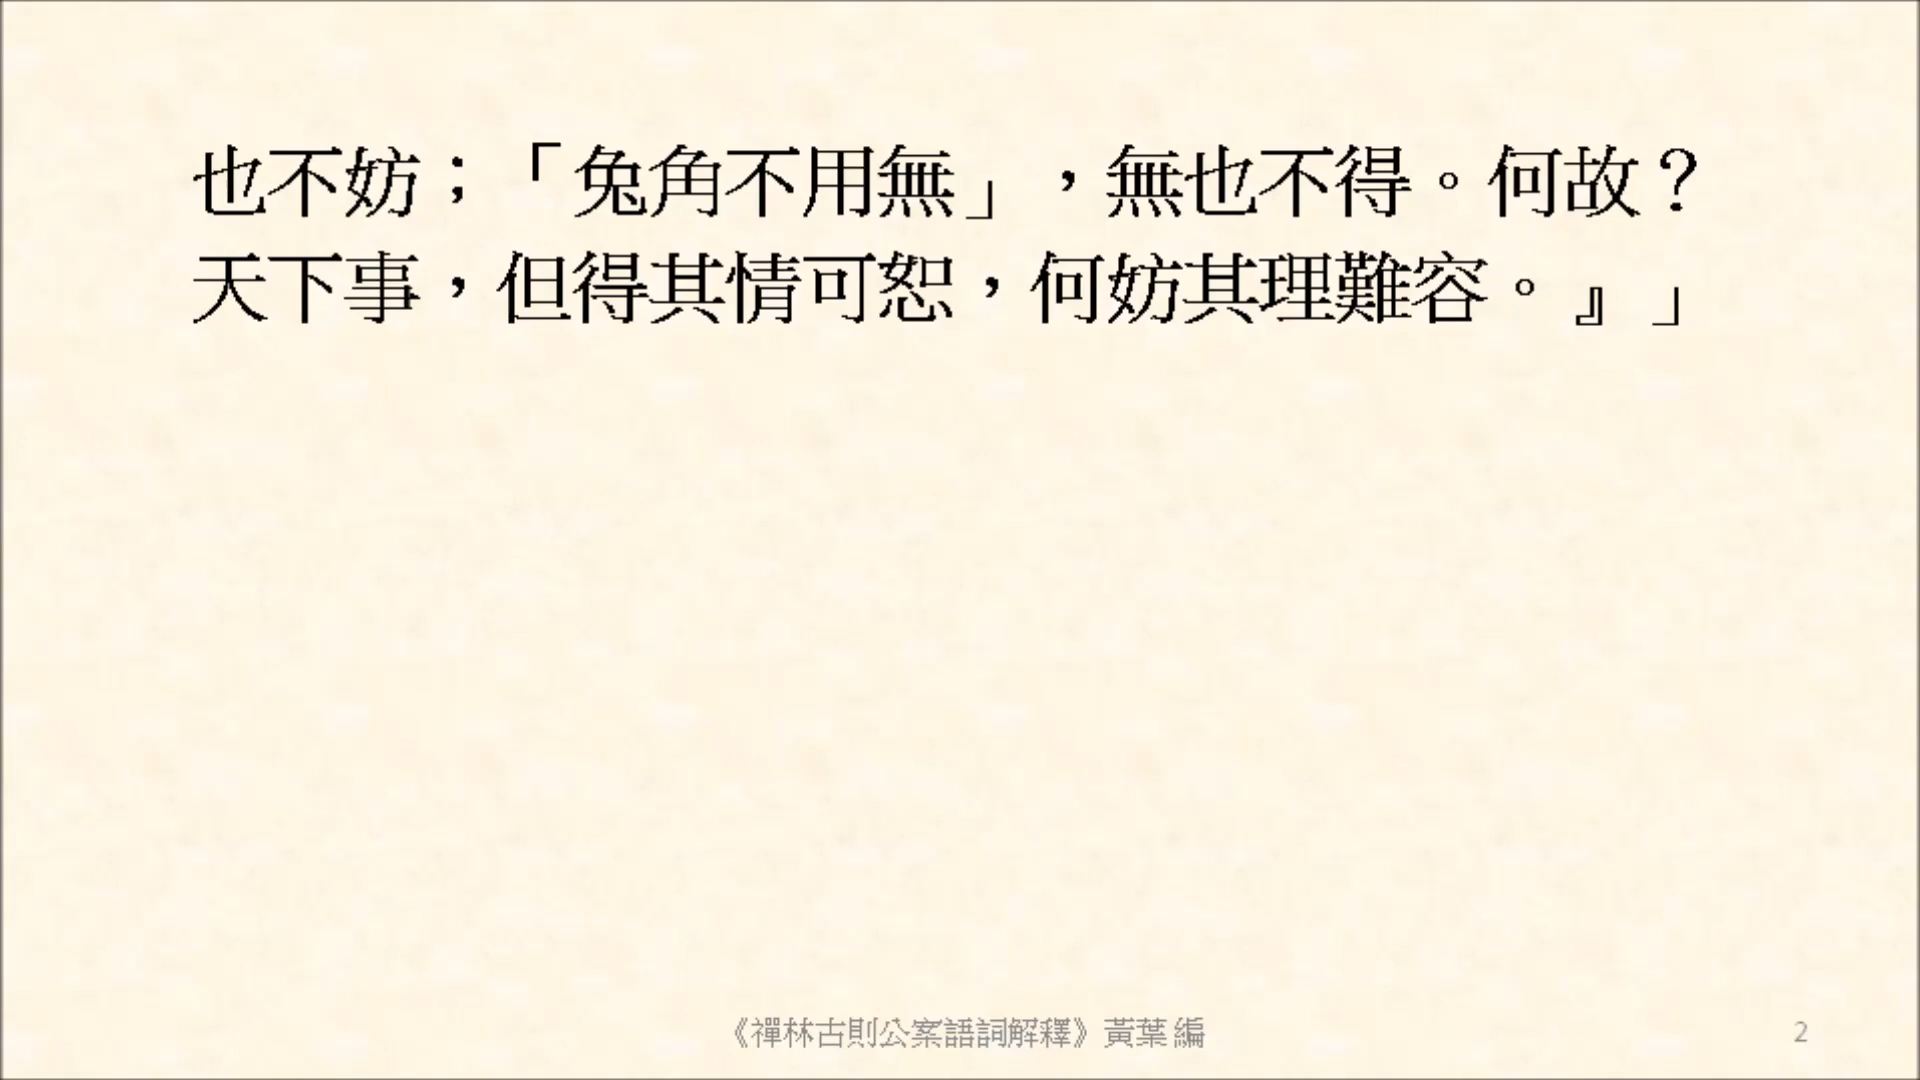 也不妨；「兔角不用無」，無也不得。何故？
天下事，但得其情可恕，何妨其理難容。』」
《禪林古則公案語詞解釋》黃葉 編
2